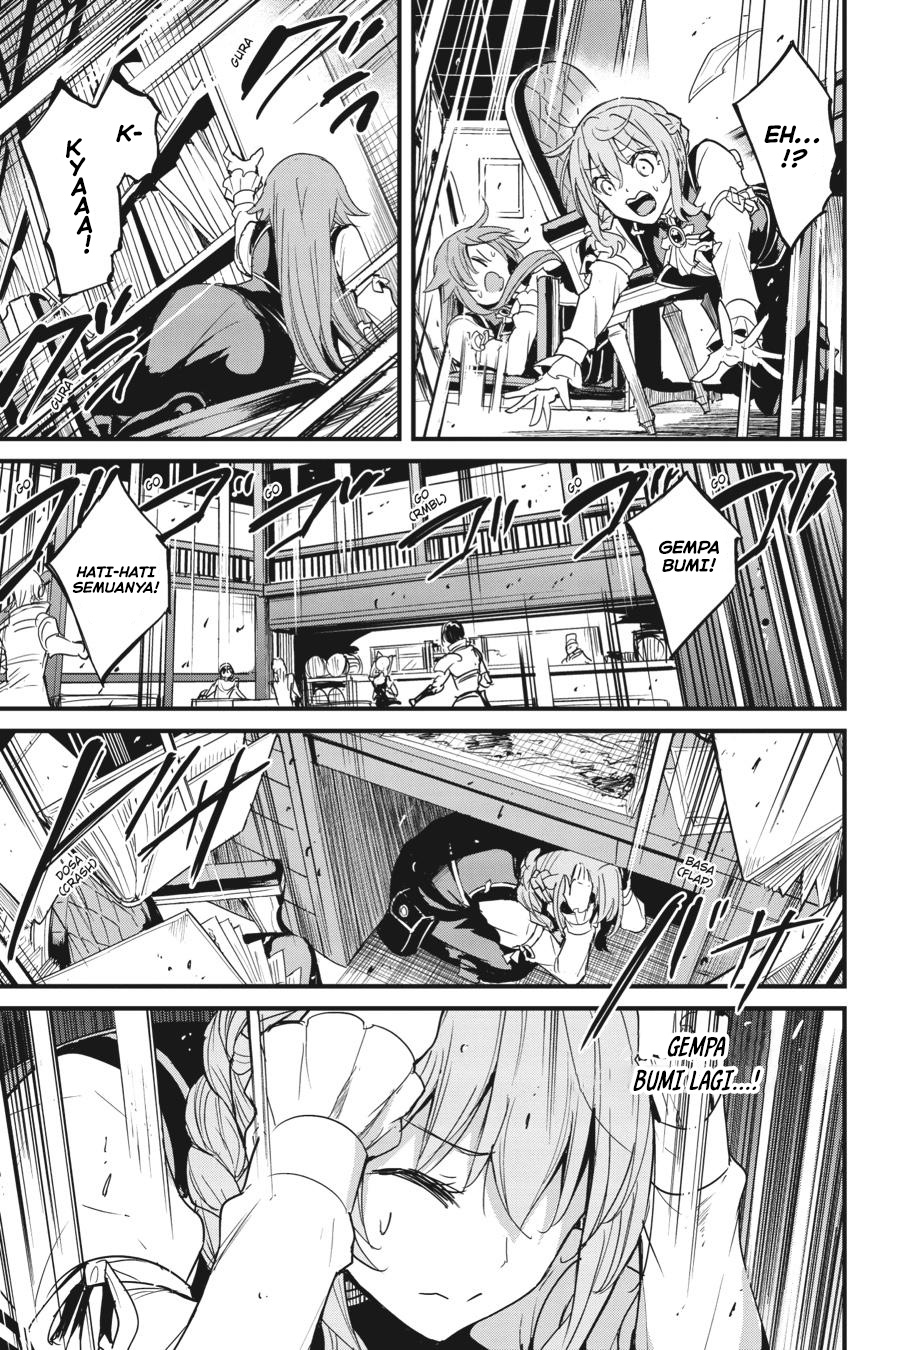 EH...
!?
K-
KYAAA!
GURA
GURA
GEMPA
BUMI!
GO
GO
GO
(RMBL)
GO
GO
GO
GO
HATI-HATI
SEMUANYA!
BASA
(FLAP)
DOSA
(CRASH)
GEMPA
BUMI LAGI....!